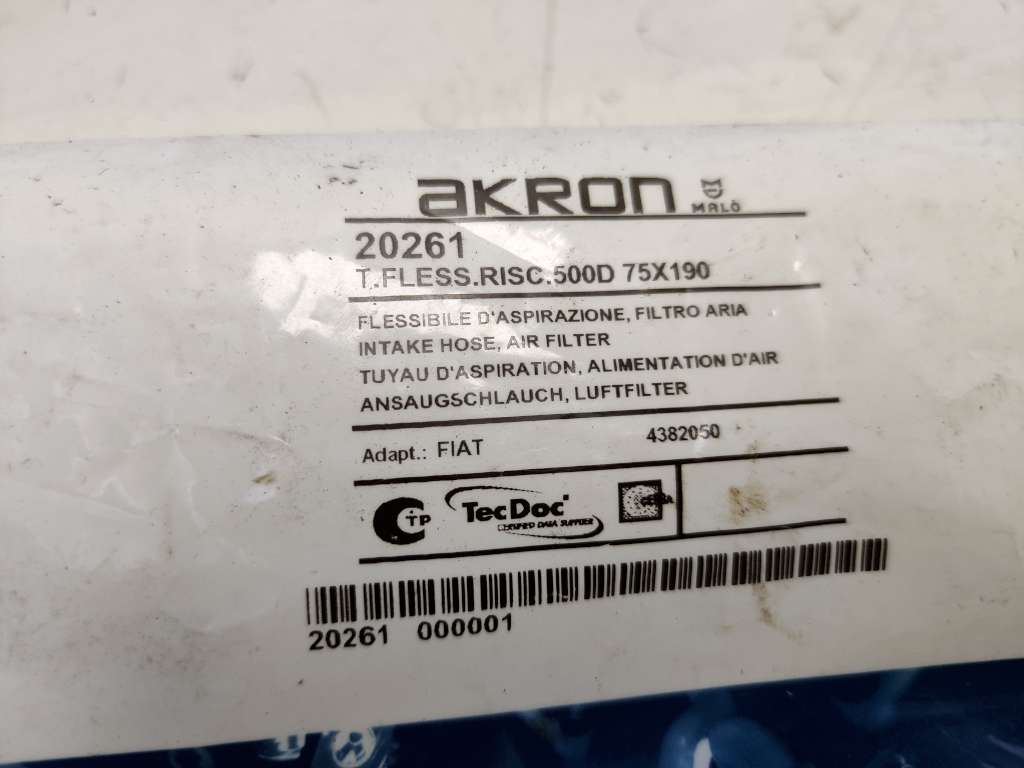 aKRON MALÒ
20261
T.FLESS.RISC.500D 75X190
FLESSIBILE D'ASPIRAZIONE, FILTRO ARIA
INTAKE HOSE, AIR FILTER
TUYAU D'ASPIRATION, ALIMENTATION D'AIR
ANSAUGSCHLAUCH, LUFTFILTER
Adapt.: FIAT 4382050
CTP TecDoc
CERTIFIED DATA SUPPLIER
20261 000001